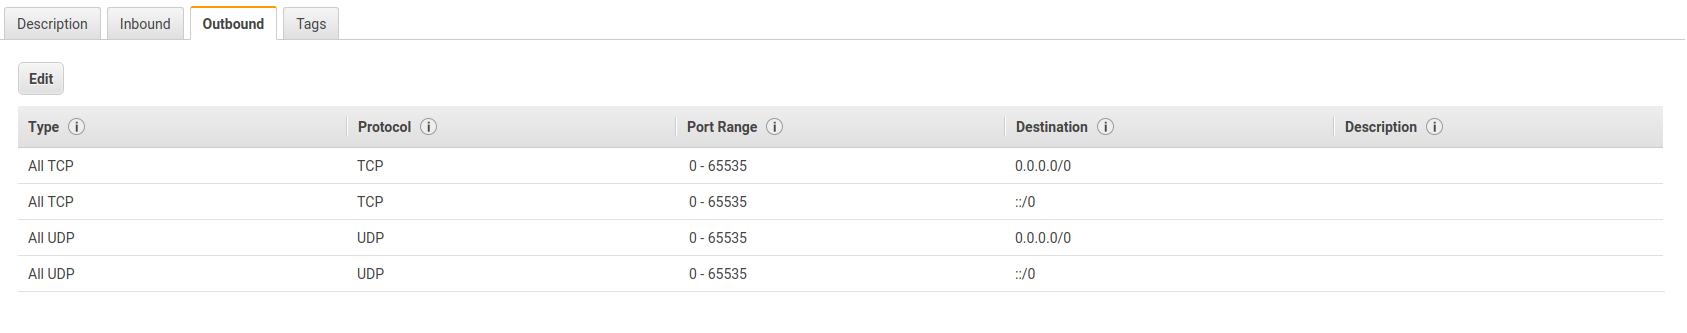 Description Inbound Outbound Tags
Edit
Type i Protocol i Port Range i Destination i Description i
All TCP TCP 0 - 65535 0.0.0.0/0
All TCP TCP 0 - 65535 ::/0
All UDP UDP 0 - 65535 0.0.0.0/0
All UDP UDP 0 - 65535 ::/0